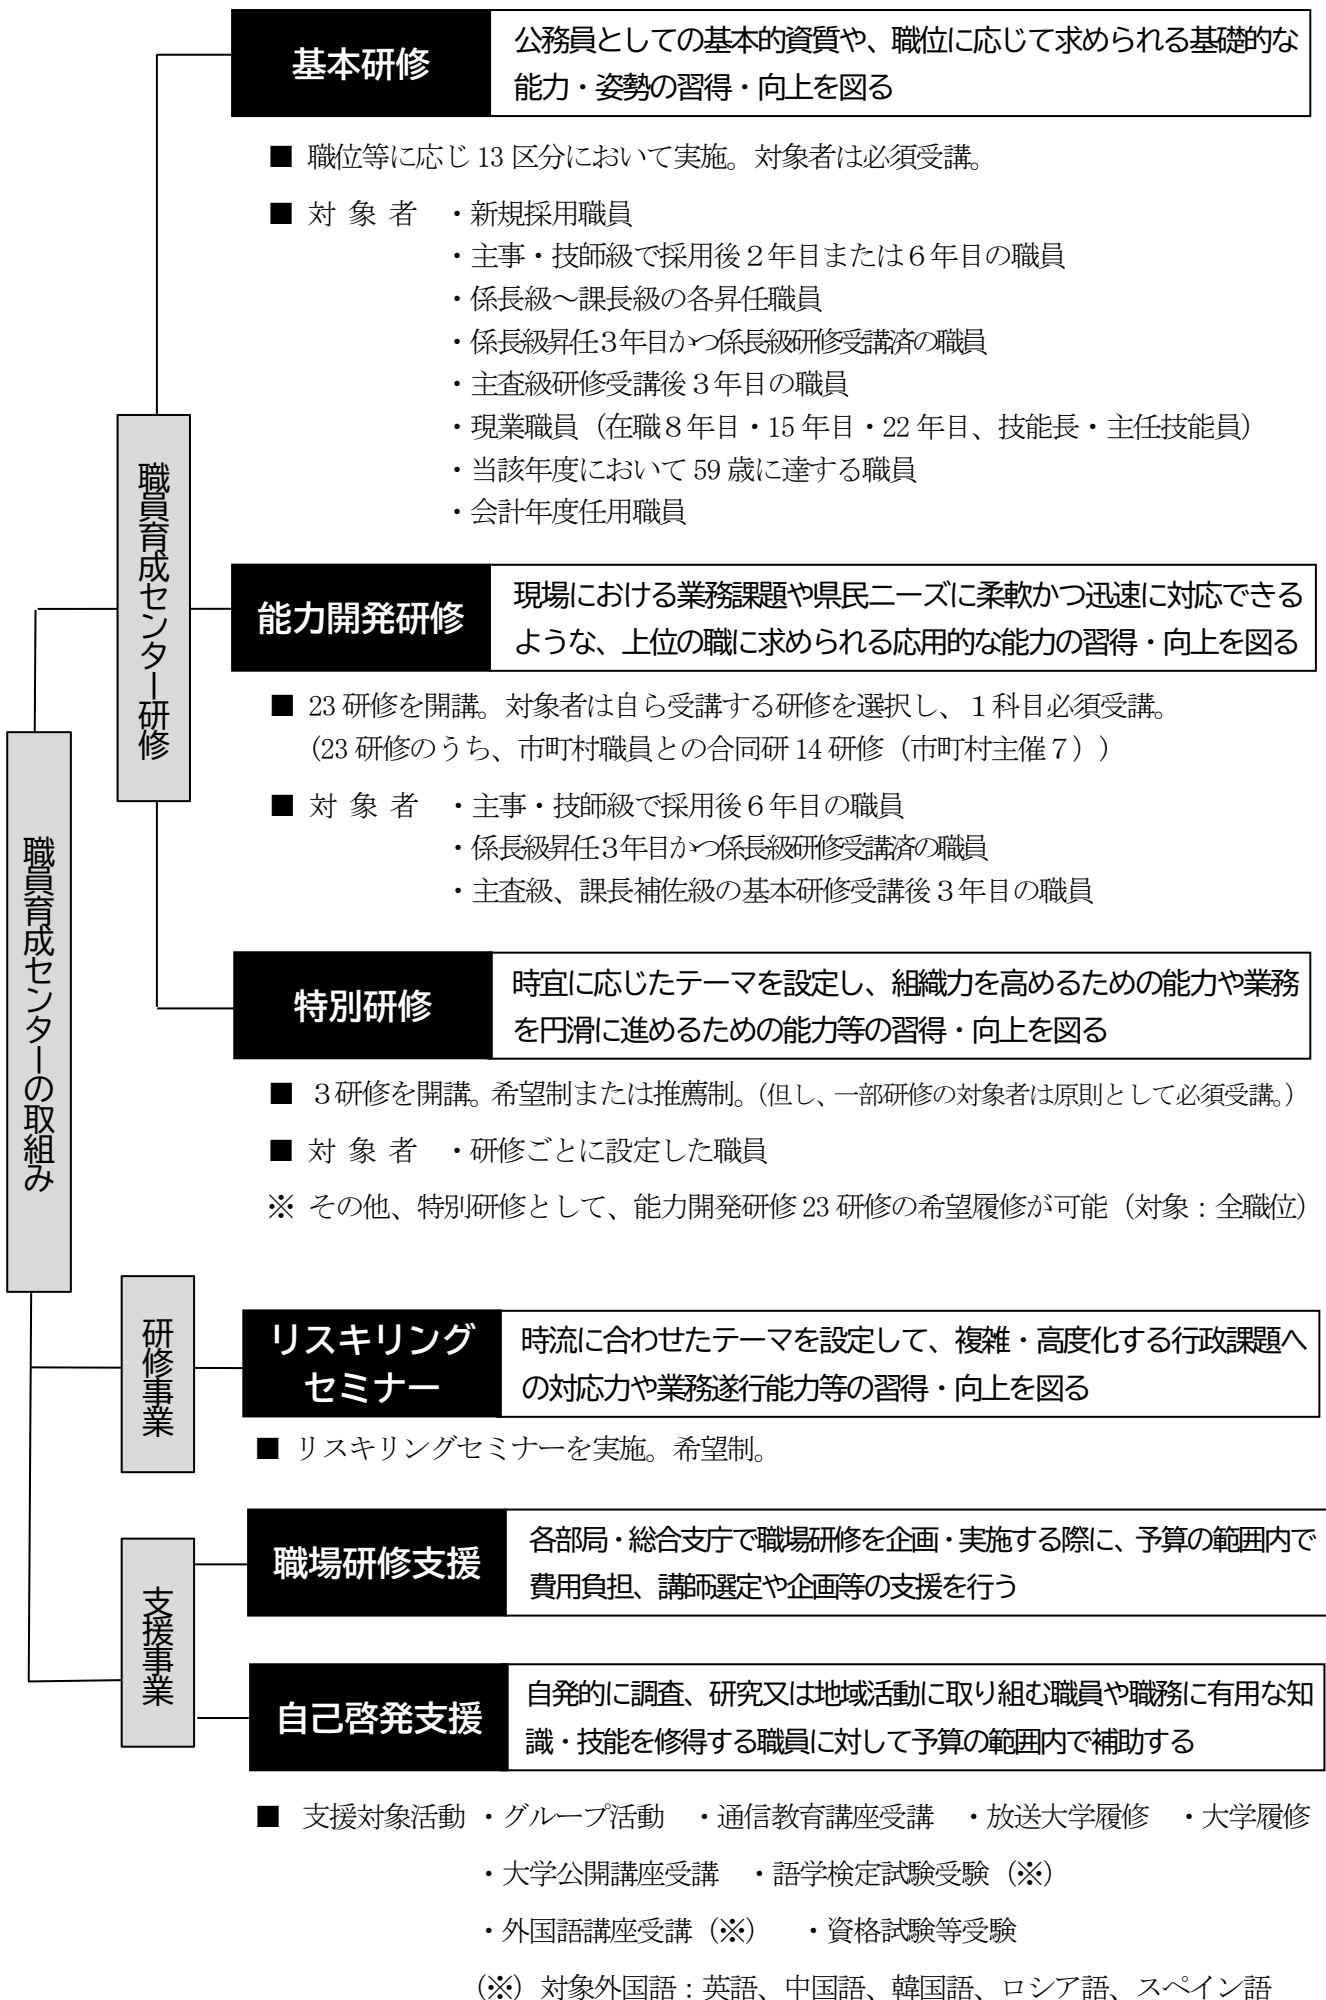 職員育成センターの取組み
職員育成センター研修
基本研修
公務員としての基本的資質や、職位に応じて求められる基礎的な
能力・姿勢の習得・向上を図る
■ 職位等に応じ 13 区分において実施。対象者は必須受講。
■ 対 象 者 ・新規採用職員
・主事・技師級で採用後２年目または６年目の職員
・係長級～課長級の各昇任職員
・係長級昇任３年目かつ係長級研修受講済の職員
・主査級研修受講後３年目の職員
・現業職員（在職８年目・15 年目・22 年目、技能長・主任技能員）
・当該年度において 59 歳に達する職員
・会計年度任用職員
能力開発研修
現場における業務課題や県民ニーズに柔軟かつ迅速に対応できる
ような、上位の職に求められる応用的な能力の習得・向上を図る
■ 23 研修を開講。対象者は自ら受講する研修を選択し、１科目必須受講。
（23 研修のうち、市町村職員との合同研 14 研修（市町村主催７））
■ 対 象 者 ・主事・技師級で採用後６年目の職員
・係長級昇任３年目かつ係長級研修受講済の職員
・主査級、課長補佐級の基本研修受講後３年目の職員
特別研修
時宜に応じたテーマを設定し、組織力を高めるための能力や業務
を円滑に進めるための能力等の習得・向上を図る
■ ３研修を開講。希望制または推薦制。（但し、一部研修の対象者は原則として必須受講。）
■ 対 象 者 ・研修ごとに設定した職員
※ その他、特別研修として、能力開発研修 23 研修の希望履修が可能（対象：全職位）
研修事業
リスキリング
セミナー
時流に合わせたテーマを設定して、複雑・高度化する行政課題へ
の対応力や業務遂行能力等の習得・向上を図る
■ リスキリングセミナーを実施。希望制。
支援事業
職場研修支援
各部局・総合支庁で職場研修を企画・実施する際に、予算の範囲内で
費用負担、講師選定や企画等の支援を行う
自己啓発支援
自発的に調査、研究又は地域活動に取り組む職員や職務に有用な知
識・技能を修得する職員に対して予算の範囲内で補助する
■ 支援対象活動 ・グループ活動 ・通信教育講座受講 ・放送大学履修 ・大学履修
・大学公開講座受講 ・語学検定試験受験（※）
・外国語講座受講（※） ・資格試験等受験
（※）対象外国語：英語、中国語、韓国語、ロシア語、スペイン語